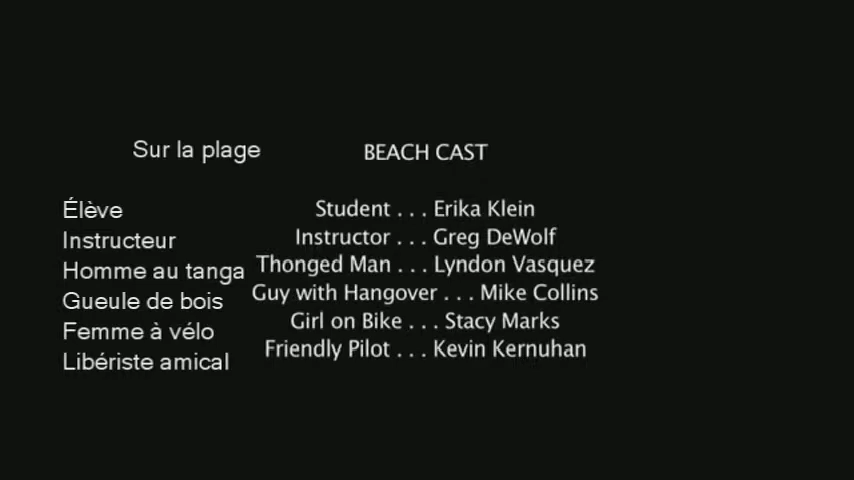 Sur la plage BEACH CAST
Élève Student . . . Erika Klein
Instructeur Instructor . . . Greg DeWolf
Homme au tanga Thonged Man . . . Lyndon Vasquez
Gueule de bois Guy with Hangover . . . Mike Collins
Femme à vélo Girl on Bike . . . Stacy Marks
Libériste amical Friendly Pilot . . . Kevin Kernuhan